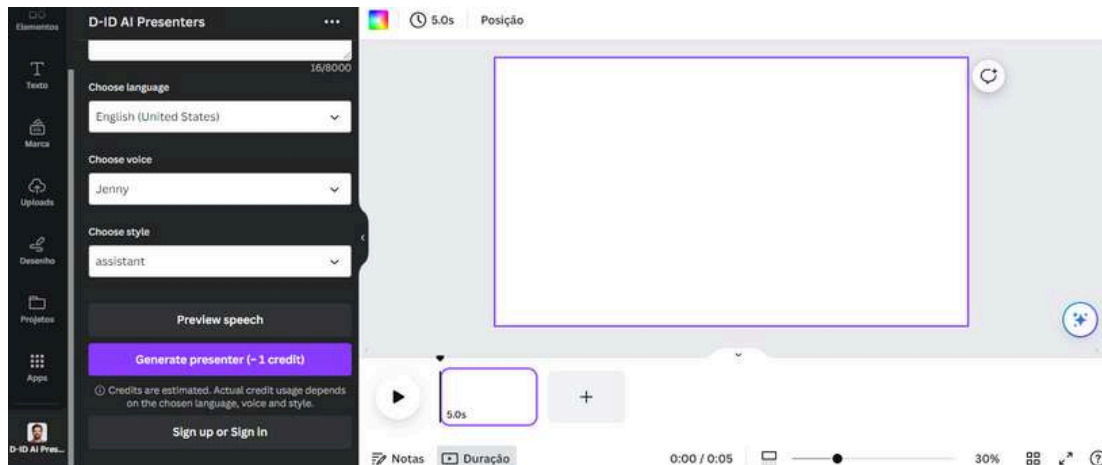 Elementos
Texto
Marca
Uploads
Desenho
Projetos
Apps
D-ID AI Pres...
D-ID AI Presenters
16/8000
Choose language
English (United States)
Choose voice
Jenny
Choose style
assistant
Preview speech
Generate presenter (~ 1 credit)
Credits are estimated. Actual credit usage depends
on the chosen language, voice and style.
Sign up or Sign in
5.0s Posição
5.0s
Notas Duração 0:00 / 0:05 30%